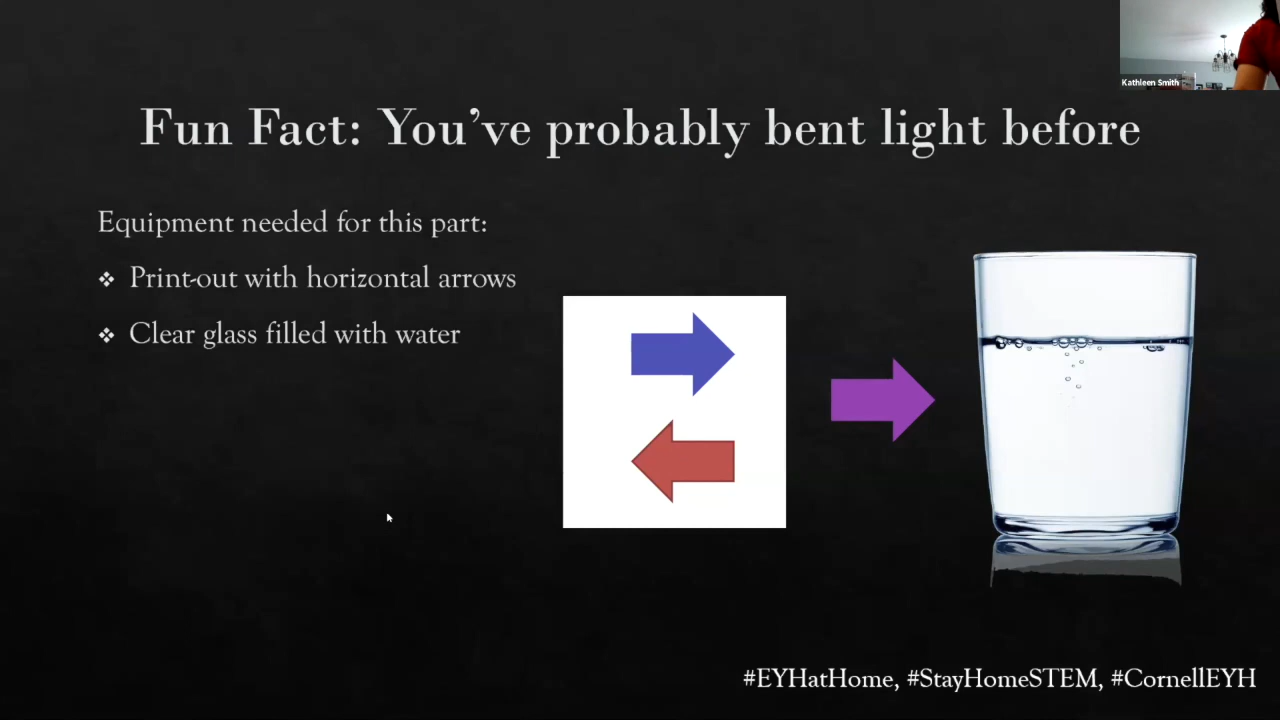 Kathleen Smith
Fun Fact: You've probably bent light before
Equipment needed for this part:
❖ Print-out with horizontal arrows
❖ Clear glass filled with water
#EYHatHome, #StayHomeSTEM, #CornellEYH